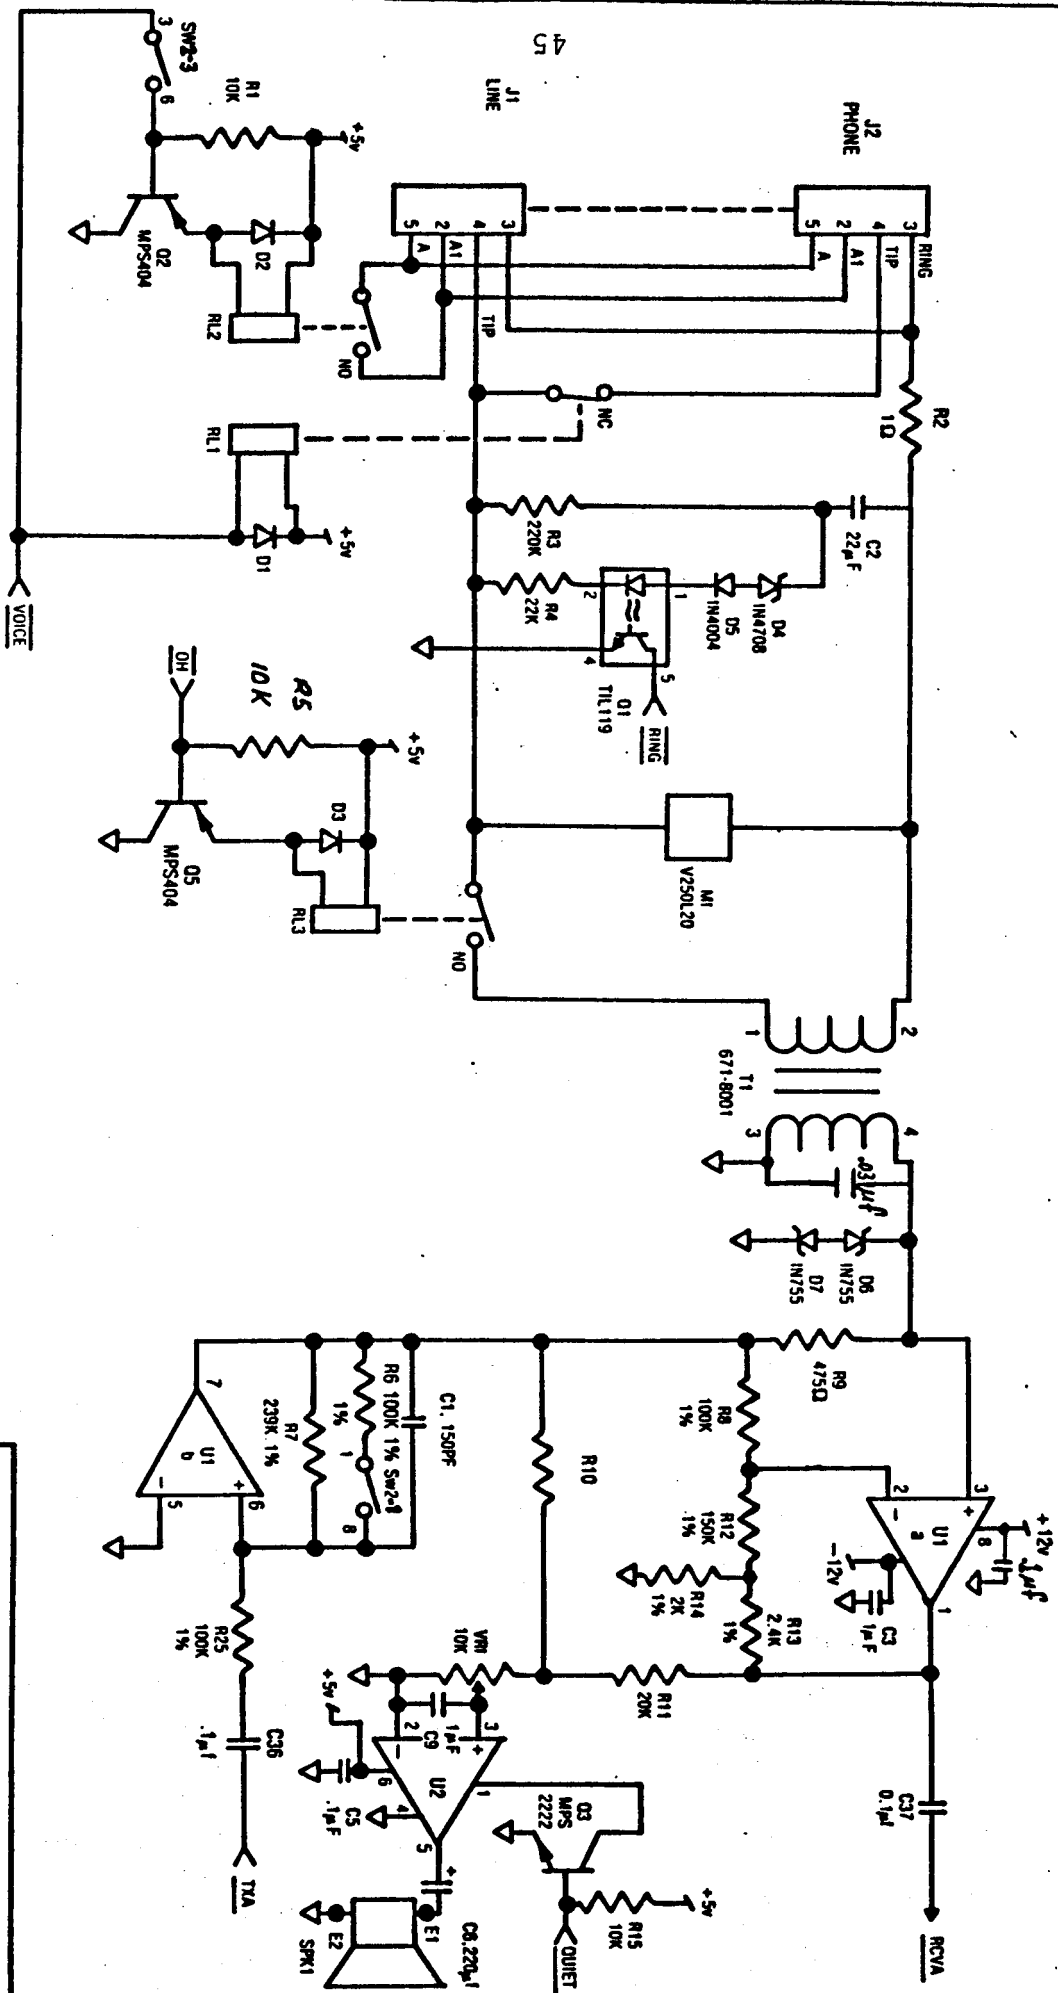 45
J2
PHONE
3
4
2
5
RING
TIP
A1
A
J1
LINE
3
4
2
5
A1
A
TIP
SW2-3
3
6
R1
10K
+5v
Q2
MPS404
D2
RL2
NO
NC
RL1
D1
+5v
VOICE
R2
1Ω
C2
22µF
R3
220K
R4
22K
D4
IN4708
D5
IN4004
1
2
4
5
Q1
TIL119
RING
OH
R5
10K
+5v
D3
Q5
MPS404
RL3
NO
M1
V250L20
2
1
T1
671-8001
4
3
.03µf
D6
IN755
D7
IN755
R9
475Ω
R8
100K
1%
R12
150K
.1%
R14
2K
1%
R13
2.4K
1%
3
2
+
-
U1
a
8
1
+12v
-12v
C3
1µF
R10
R11
20K
C1. 150PF
R6 100K 1% SW2-8
1%
1
8
R7
239K .1%
7
U1
b
+
-
6
5
R25
100K
1%
C36
.1µf
TXA
VR1
10K
C9
1µF
3
2
+
-
U2
6
4
1
5
+5v
C5
.1µF
Q3
MPS
2222
R15
10K
+5v
QUIET
C37
0.1µf
RCVA
+
C8.220µf
E1
E2
SPK1